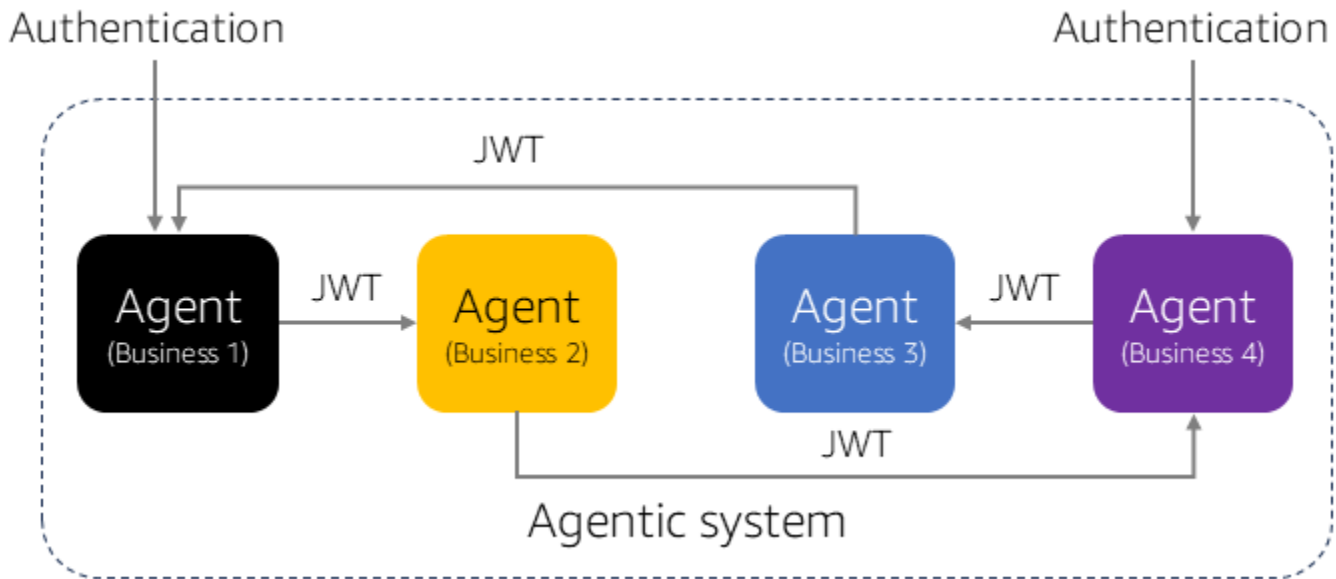 Authentication
Authentication
JWT
Agent
(Business 1)
JWT
Agent
(Business 2)
Agent
(Business 3)
JWT
Agent
(Business 4)
JWT
Agentic system